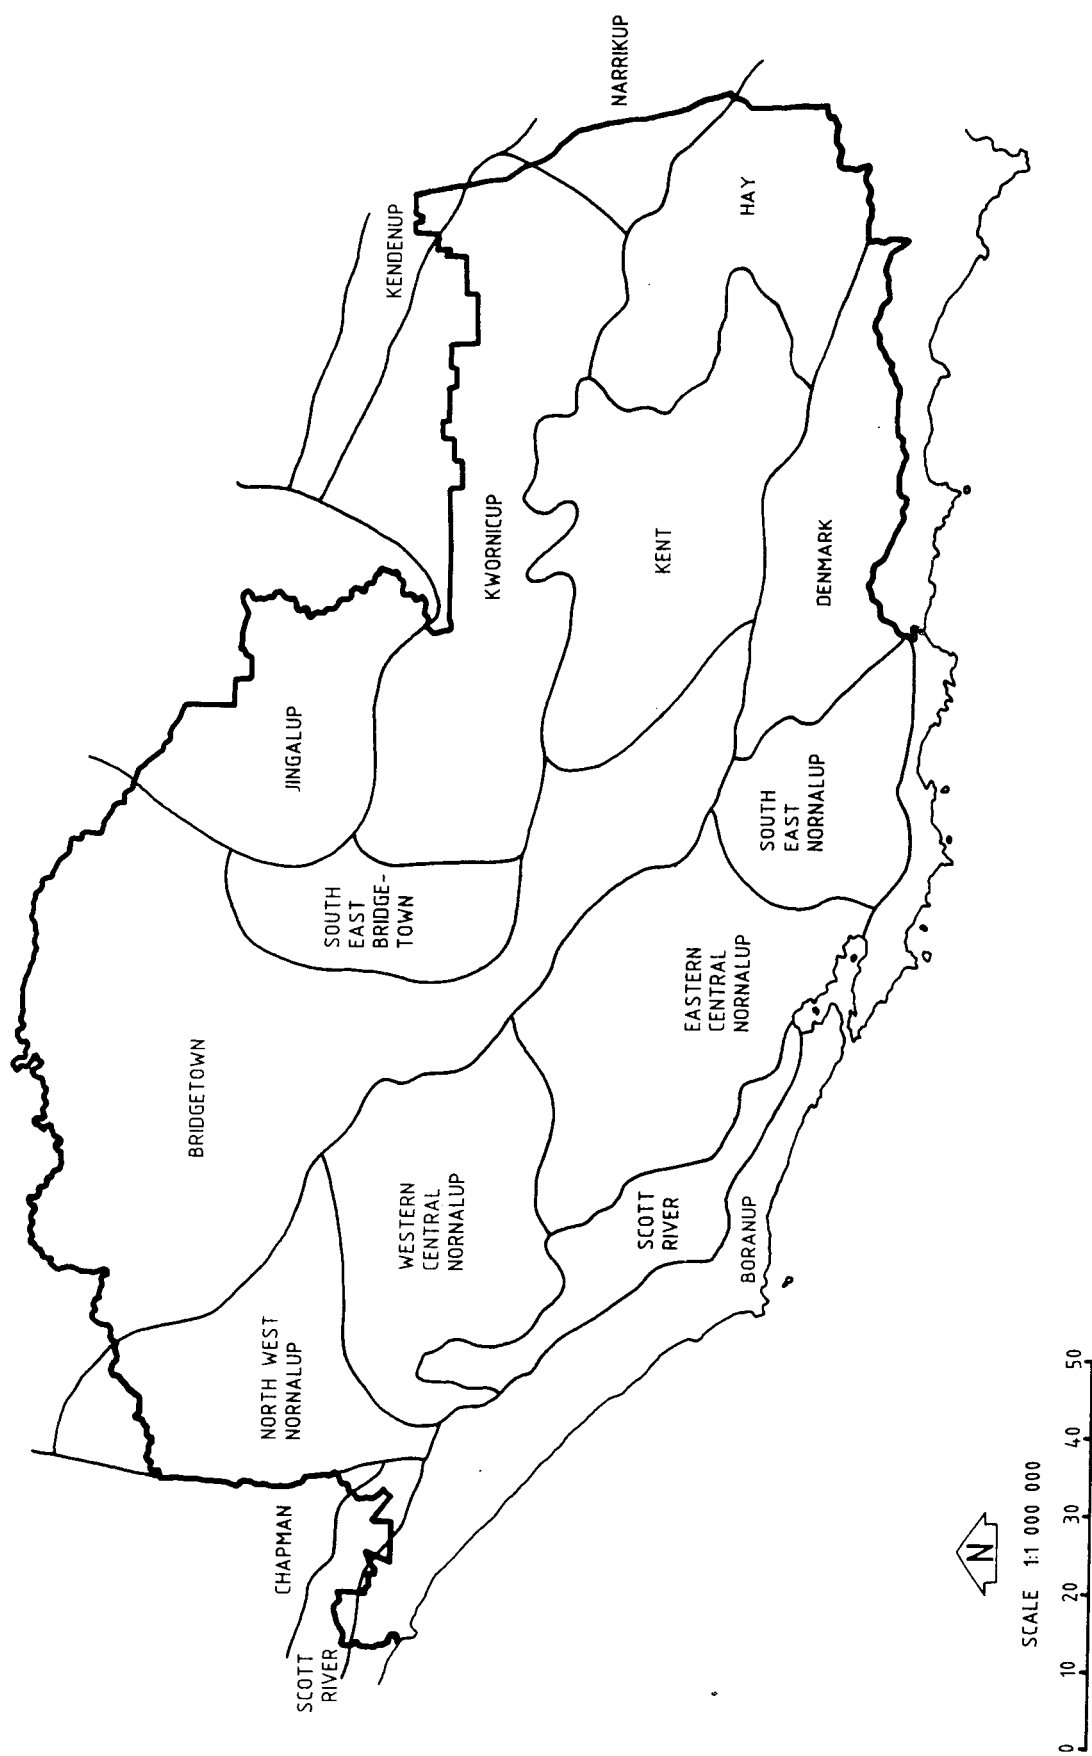 NARRIKUP
KENDENUP
HAY
KWORNICUP
KENT
DENMARK
JINGALUP
SOUTH
EAST
NORNALUP
SOUTH
EAST
BRIDGE-
TOWN
EASTERN
CENTRAL
NORNALUP
BRIDGETOWN
WESTERN
CENTRAL
NORNALUP
SCOTT
RIVER
BORANUP
NORTH WEST
NORNALUP
CHAPMAN
SCOTT
RIVER
N
SCALE 1:1 000 000
0 10 20 30 40 50